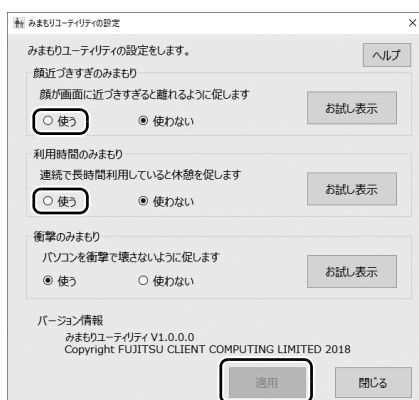 みまもりユーティリティの設定
みまもりユーティリティの設定をします。
ヘルプ
顔近づきすぎのみまもり
顔が画面に近づきすぎると離れるように促します
使う
使わない
お試し表示
利用時間のみまもり
連続で長時間利用していると休憩を促します
使う
使わない
お試し表示
衝撃のみまもり
パソコンを衝撃で壊さないように促します
使う
使わない
お試し表示
バージョン情報
みまもりユーティリティ V1.0.0.0
Copyright FUJITSU CLIENT COMPUTING LIMITED 2018
適用
閉じる